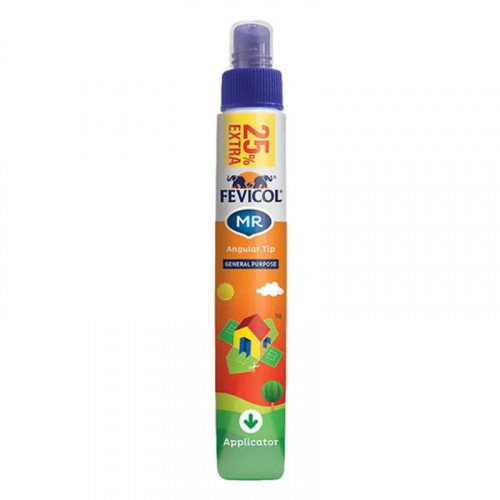 25%
EXTRA
FEVICOL®
MR
Angular Tip
GENERAL PURPOSE
TM
Applicator